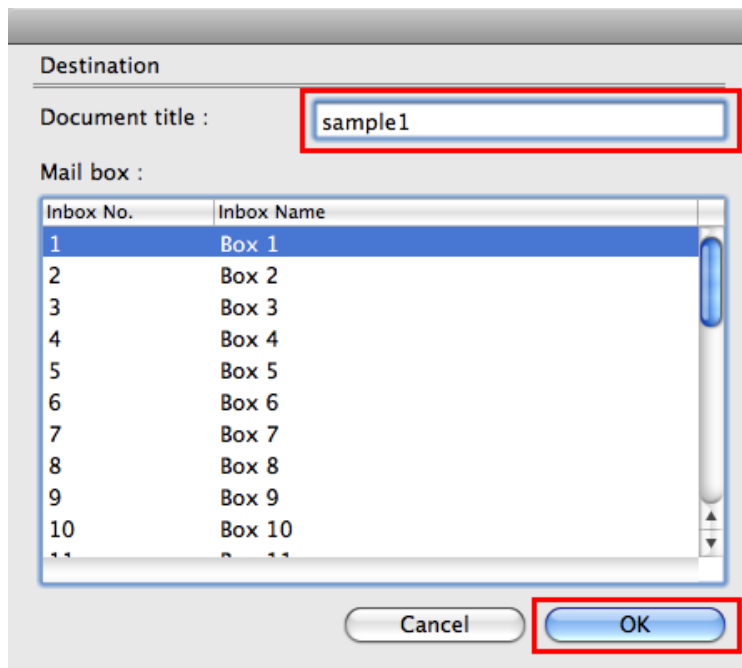 Destination
Document title :
sample1
Mail box :
Inbox No. Inbox Name
1 Box 1
2 Box 2
3 Box 3
4 Box 4
5 Box 5
6 Box 6
7 Box 7
8 Box 8
9 Box 9
10 Box 10
Cancel OK